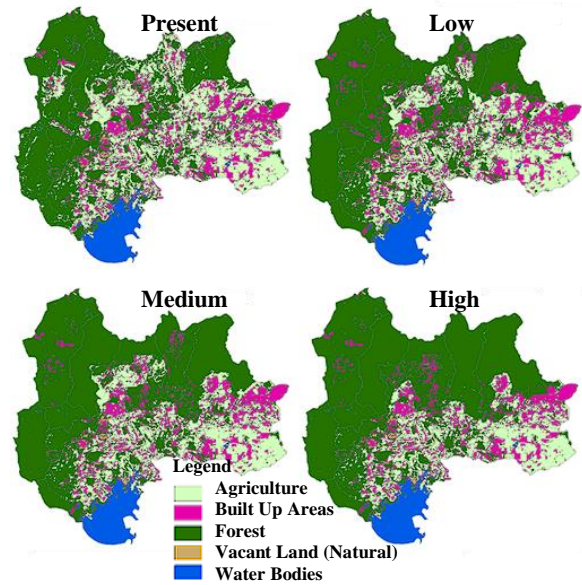 Present
Low
Medium
High
Legend
Agriculture
Built Up Areas
Forest
Vacant Land (Natural)
Water Bodies